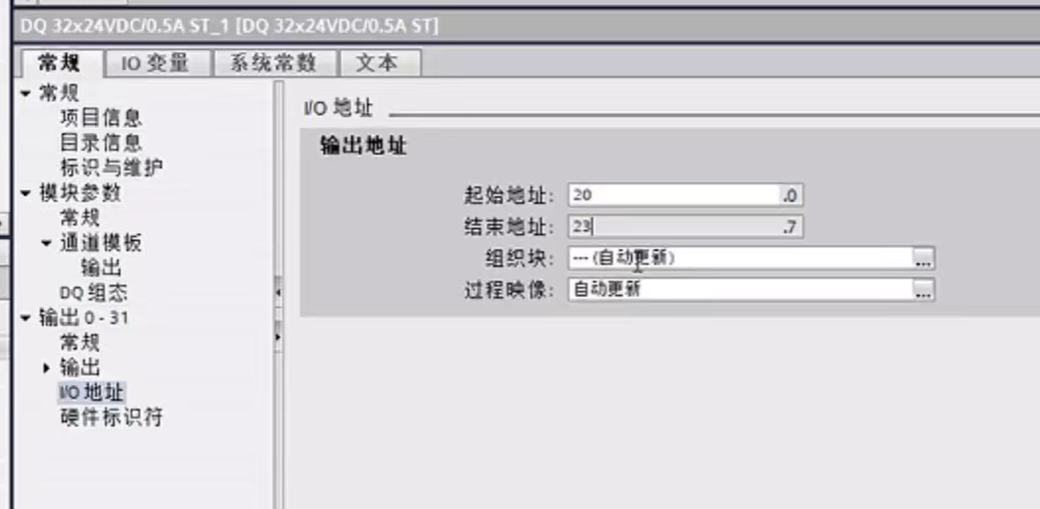 DQ 32x24VDC/0.5A ST_1 [DQ 32x24VDC/0.5A ST]
常规 IO 变量 系统常数 文本
常规
项目信息
目录信息
标识与维护
模块参数
常规
通道模板
输出
DQ 组态
输出 0 - 31
常规
输出
I/O 地址
硬件标识符
I/O 地址
输出地址
起始地址: 20 .0
结束地址: 23 .7
组织块: --- (自动更新) ...
过程映像: 自动更新 ...